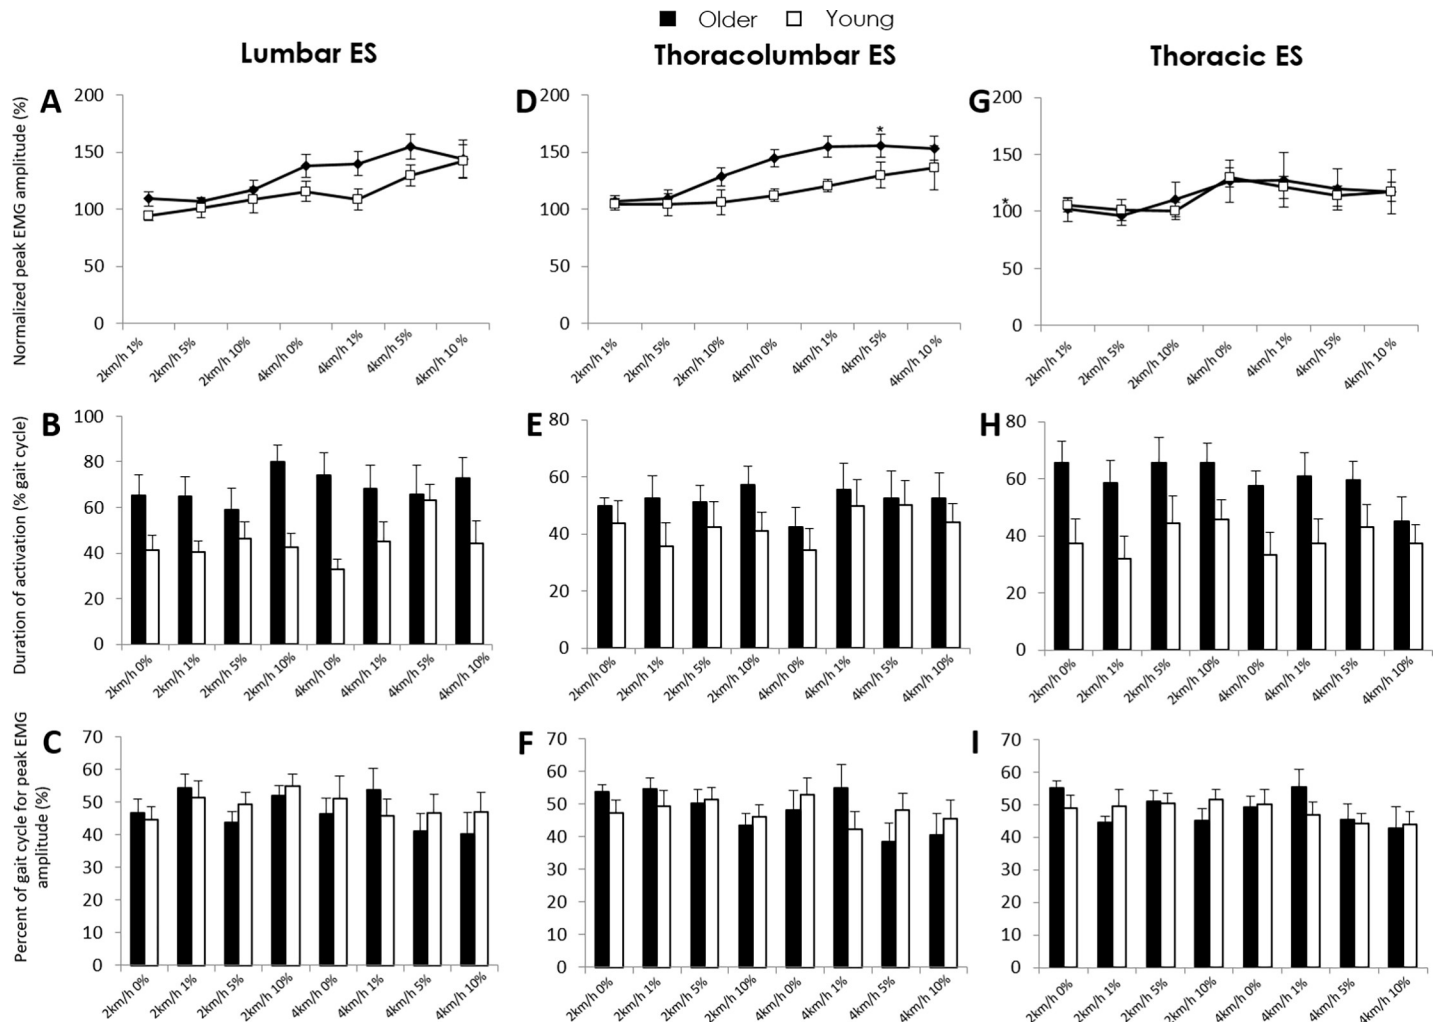 Older Young
Lumbar ES
Thoracolumbar ES
Thoracic ES
Normalized peak EMG amplitude (%)
A
200
150
100
50
0
2km/h 1%
2km/h 5%
2km/h 10%
4km/h 0%
4km/h 1%
4km/h 5%
4km/h 10 %
D
200
150
100
50
0
*
2km/h 1%
2km/h 5%
2km/h 10%
4km/h 0%
4km/h 1%
4km/h 5%
4km/h 10 %
G
200
150
100
50
0
*
2km/h 1%
2km/h 5%
2km/h 10%
4km/h 0%
4km/h 1%
4km/h 5%
4km/h 10 %
Duration of activation (% gait cycle)
B
100
80
60
40
20
0
2km/h 0%
2km/h 1%
2km/h 5%
2km/h 10%
4km/h 0%
4km/h 1%
4km/h 5%
4km/h 10%
E
80
60
40
20
0
2km/h 0%
2km/h 1%
2km/h 5%
2km/h 10%
4km/h 0%
4km/h 1%
4km/h 5%
4km/h 10%
H
80
60
40
20
0
2km/h 0%
2km/h 1%
2km/h 5%
2km/h 10%
4km/h 0%
4km/h 1%
4km/h 5%
4km/h 10%
Percent of gait cycle for peak EMG
amplitude (%)
C
70
60
50
40
30
20
10
0
2km/h 0%
2km/h 1%
2km/h 5%
2km/h 10%
4km/h 0%
4km/h 1%
4km/h 5%
4km/h 10%
F
70
60
50
40
30
20
10
0
2km/h 0%
2km/h 1%
2km/h 5%
2km/h 10%
4km/h 0%
4km/h 1%
4km/h 5%
4km/h 10%
I
70
60
50
40
30
20
10
0
2km/h 0%
2km/h 1%
2km/h 5%
2km/h 10%
4km/h 0%
4km/h 1%
4km/h 5%
4km/h 10%